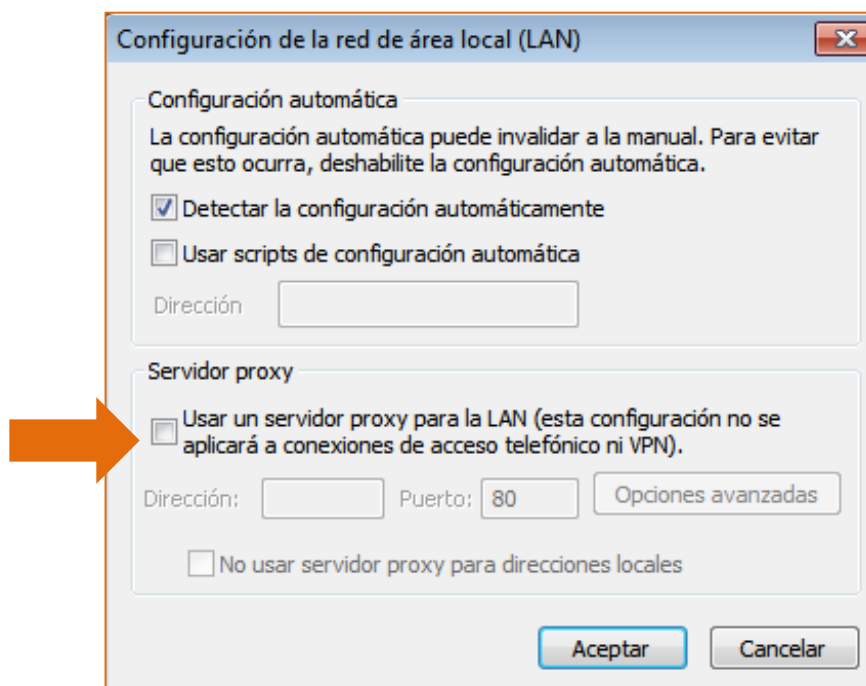 Configuración de la red de área local (LAN)
Configuración automática
La configuración automática puede invalidar a la manual. Para evitar
que esto ocurra, deshabilite la configuración automática.
Detectar la configuración automáticamente
Usar scripts de configuración automática
Dirección
Servidor proxy
Usar un servidor proxy para la LAN (esta configuración no se
aplicará a conexiones de acceso telefónico ni VPN).
Dirección: Puerto: 80 Opciones avanzadas
No usar servidor proxy para direcciones locales
Aceptar Cancelar